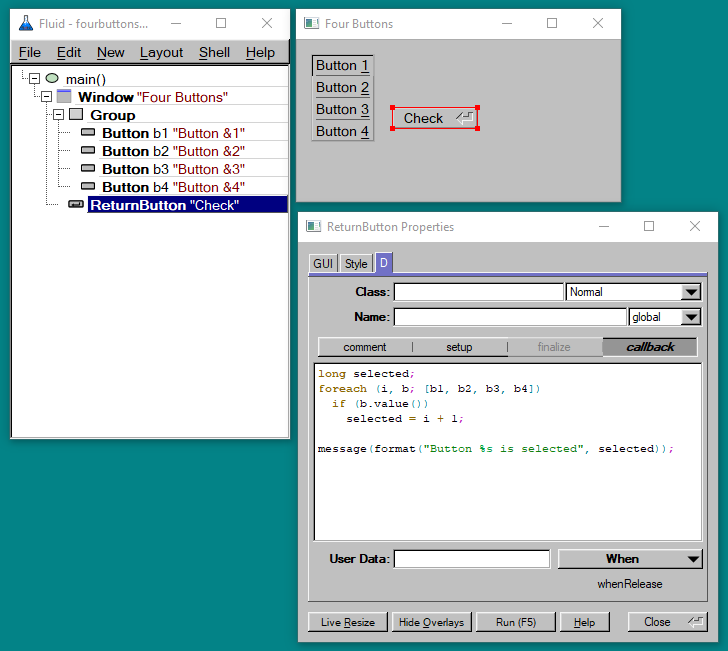 Fluid - fourbuttons...
File Edit New Layout Shell Help
main()
Window "Four Buttons"
Group
Button b1 "Button &1"
Button b2 "Button &2"
Button b3 "Button &3"
Button b4 "Button &4"
ReturnButton "Check"
Four Buttons
Button 1
Button 2
Button 3
Button 4
Check
ReturnButton Properties
GUI Style D
Class: Normal
Name: global
comment setup finalize callback
long selected;
foreach (i, b; [b1, b2, b3, b4])
if (b.value())
selected = i + 1;
message(format("Button %s is selected", selected));
User Data: When
whenRelease
Live Resize Hide Overlays Run (F5) Help Close